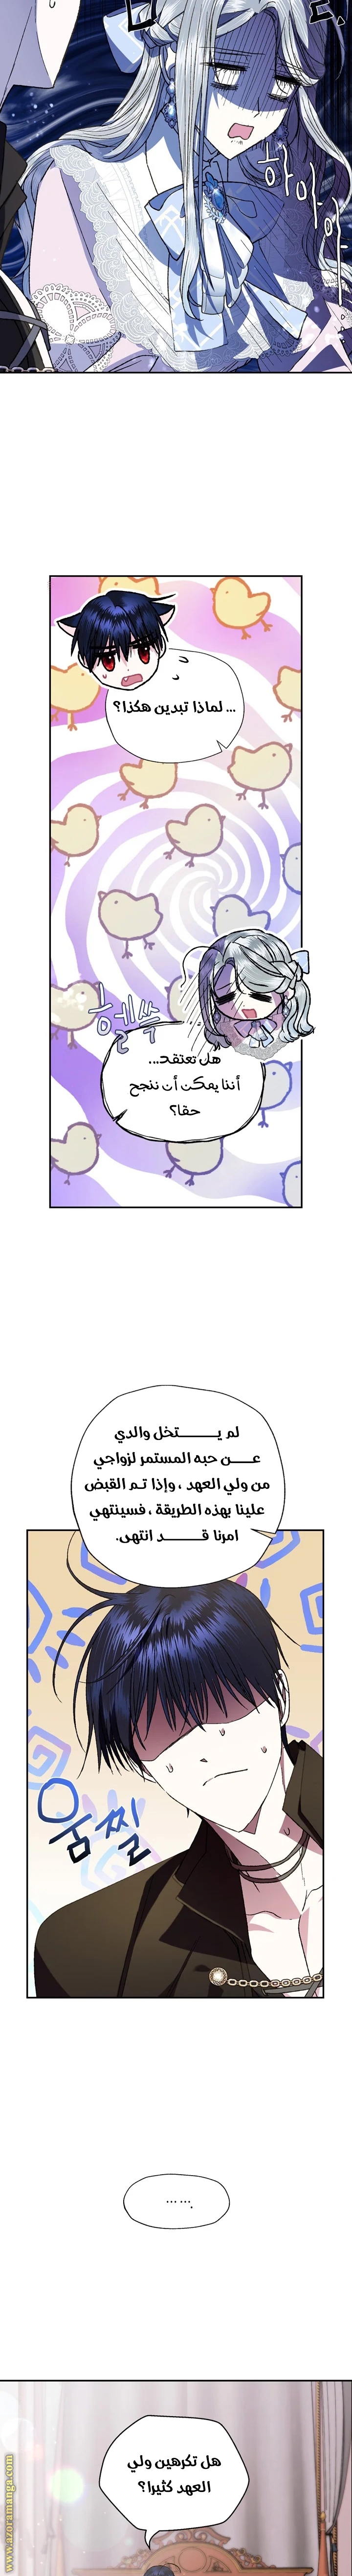 하아아
... لماذا تبدين هكذا؟
훌쩍
هل تعتقد...
أننا يمكن أن ننجح
حقا؟
لم يتخل والدي
عن حبه المستمر لزواجي
من ولي العهد ، وإذا تم القبض
علينا بهذه الطريقة ، فسينتهي
امرنا قد انتهى.
움찔
......
هل تكرهين ولي
العهد كثيرا؟
www.azoramanga.com